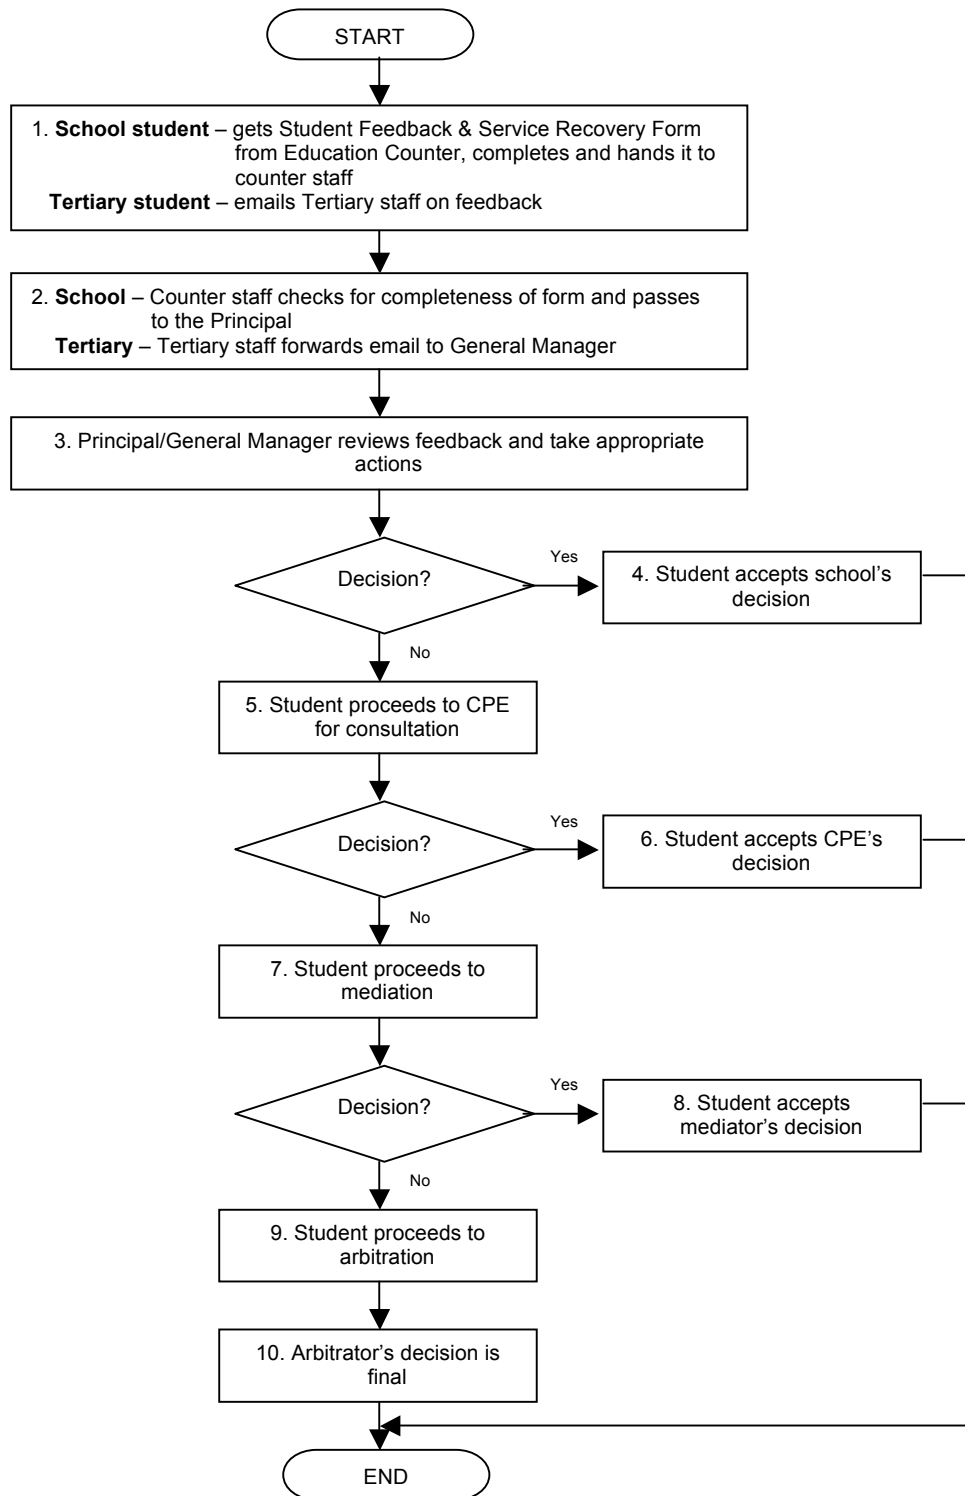 START
1. School student – gets Student Feedback & Service Recovery Form
from Education Counter, completes and hands it to
counter staff
Tertiary student – emails Tertiary staff on feedback
2. School – Counter staff checks for completeness of form and passes
to the Principal
Tertiary – Tertiary staff forwards email to General Manager
3. Principal/General Manager reviews feedback and take appropriate
actions
Decision?
Yes
4. Student accepts school’s
decision
No
5. Student proceeds to CPE
for consultation
Decision?
Yes
6. Student accepts CPE’s
decision
No
7. Student proceeds to
mediation
Decision?
Yes
8. Student accepts
mediator’s decision
No
9. Student proceeds to
arbitration
10. Arbitrator’s decision is
final
END